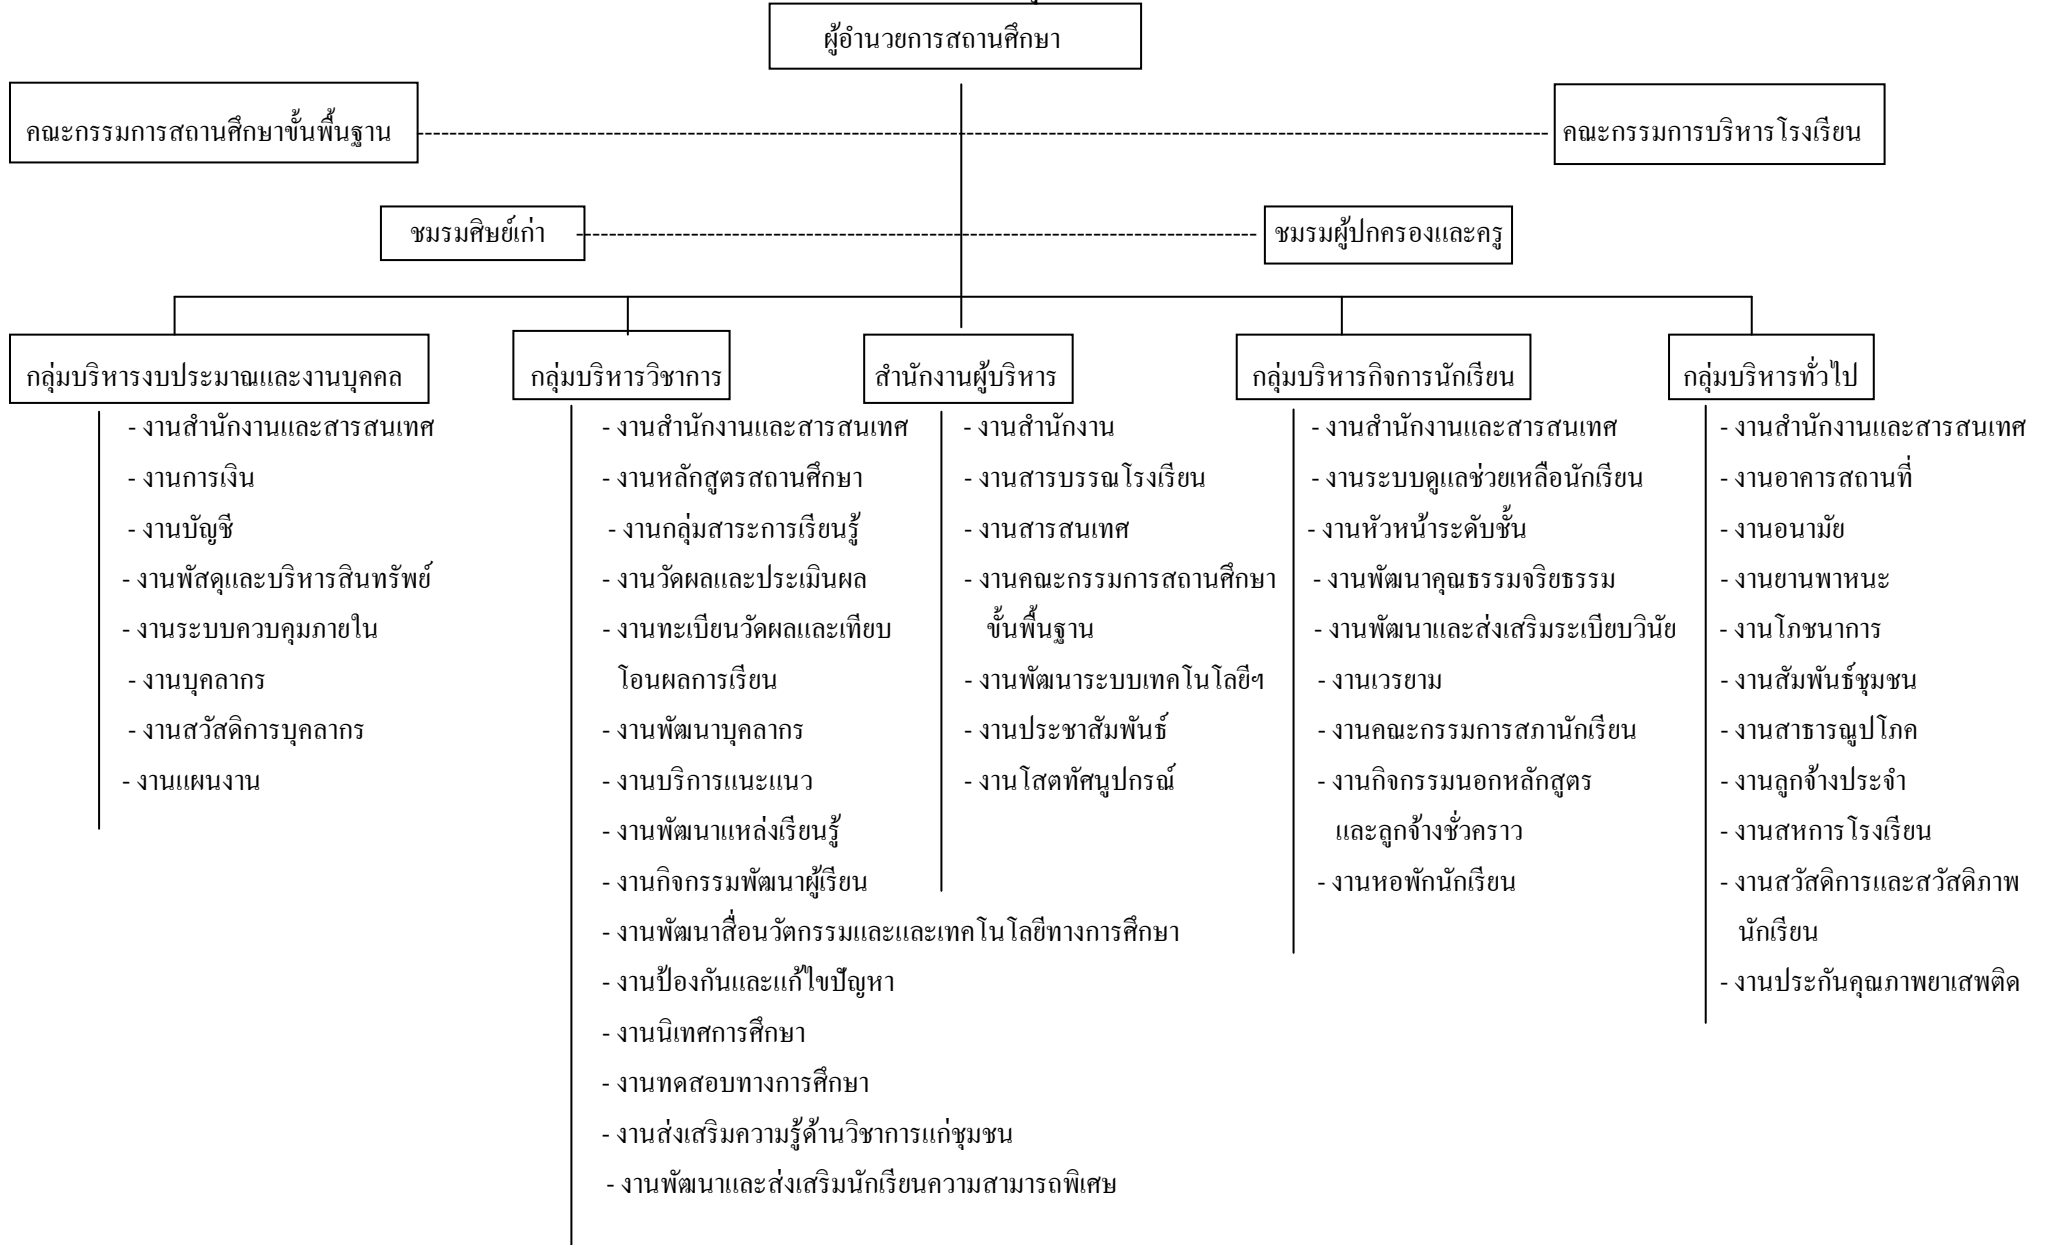 ผู้อำนวยการสถานศึกษา
คณะกรรมการสถานศึกษาขั้นพื้นฐาน
คณะกรรมการบริหารโรงเรียน
ชมรมศิษย์เก่า
ชมรมผู้ปกครองและครู
กลุ่มบริหารงบประมาณและงานบุคคล
- งานสำนักงานและสารสนเทศ
- งานการเงิน
- งานบัญชี
- งานพัสดุและบริหารสินทรัพย์
- งานระบบควบคุมภายใน
- งานบุคลากร
- งานสวัสดิการบุคลากร
- งานแผนงาน
กลุ่มบริหารวิชาการ
- งานสำนักงานและสารสนเทศ
- งานหลักสูตรสถานศึกษา
- งานกลุ่มสาระการเรียนรู้
- งานวัดผลและประเมินผล
- งานทะเบียนวัดผลและเทียบ
โอนผลการเรียน
- งานพัฒนาบุคลากร
- งานบริการแนะแนว
- งานพัฒนาแหล่งเรียนรู้
- งานกิจกรรมพัฒนาผู้เรียน
- งานพัฒนาสื่อนวัตกรรมและและเทคโนโลยีทางการศึกษา
- งานป้องกันและแก้ไขปัญหา
- งานนิเทศการศึกษา
- งานทดสอบทางการศึกษา
- งานส่งเสริมความรู้ด้านวิชาการแก่ชุมชน
- งานพัฒนาและส่งเสริมนักเรียนความสามารถพิเศษ
สำนักงานผู้บริหาร
- งานสำนักงาน
- งานสารบรรณโรงเรียน
- งานสารสนเทศ
- งานคณะกรรมการสถานศึกษา
ขั้นพื้นฐาน
- งานพัฒนาระบบเทคโนโลยีฯ
- งานประชาสัมพันธ์
- งานโสตทัศนูปกรณ์
กลุ่มบริหารกิจการนักเรียน
- งานสำนักงานและสารสนเทศ
- งานระบบดูแลช่วยเหลือนักเรียน
- งานหัวหน้าระดับชั้น
- งานพัฒนาคุณธรรมจริยธรรม
- งานพัฒนาและส่งเสริมระเบียบวินัย
- งานเวรยาม
- งานคณะกรรมการสภานักเรียน
- งานกิจกรรมนอกหลักสูตร
และลูกจ้างชั่วคราว
- งานหอพักนักเรียน
กลุ่มบริหารทั่วไป
- งานสำนักงานและสารสนเทศ
- งานอาคารสถานที่
- งานอนามัย
- งานยานพาหนะ
- งานโภชนาการ
- งานสัมพันธ์ชุมชน
- งานสาธารณูปโภค
- งานลูกจ้างประจำ
- งานสหการโรงเรียน
- งานสวัสดิการและสวัสดิภาพ
นักเรียน
- งานประกันคุณภาพยาเสพติด